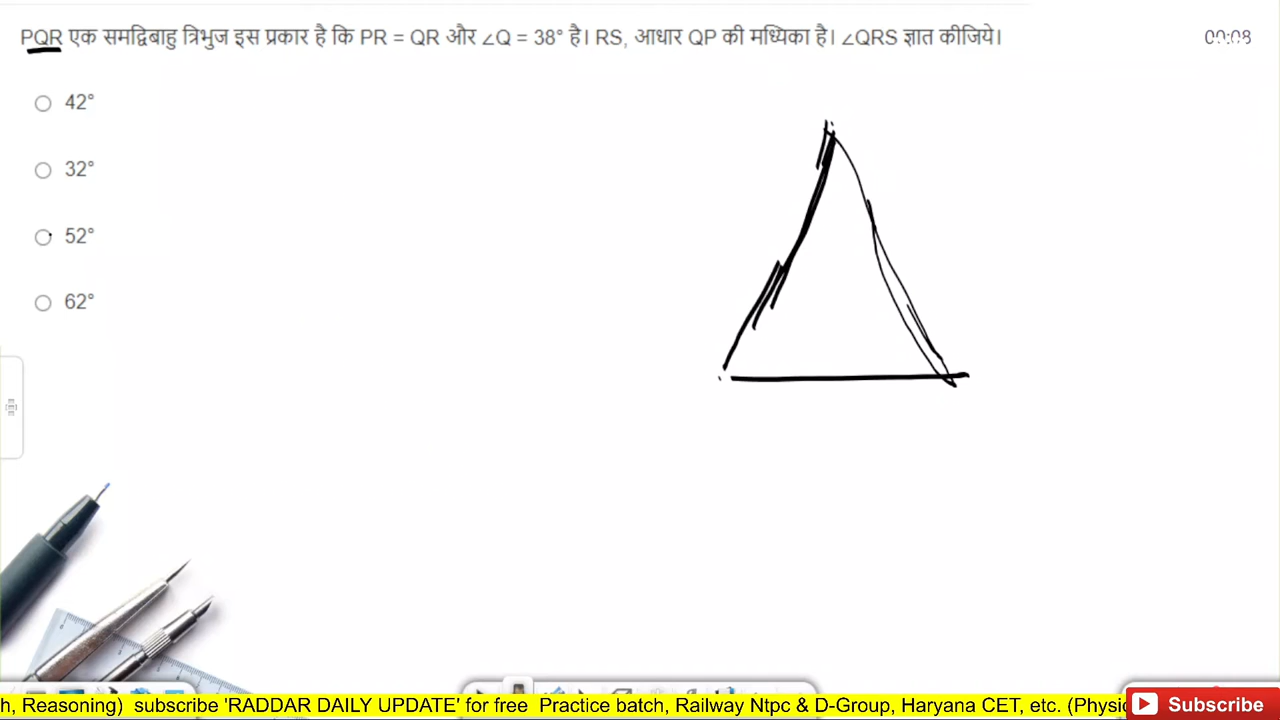 PQR एक समद्विबाहु त्रिभुज इस प्रकार है कि PR = QR और ∠Q = 38° है। RS, आधार QP की मध्यिका है। ∠QRS ज्ञात कीजिये।
00:08
42°
32°
52°
62°
h, Reasoning) subscribe 'RADDAR DAILY UPDATE' for free Practice batch, Railway Ntpc & D-Group, Haryana CET, etc. (Physic
Subscribe